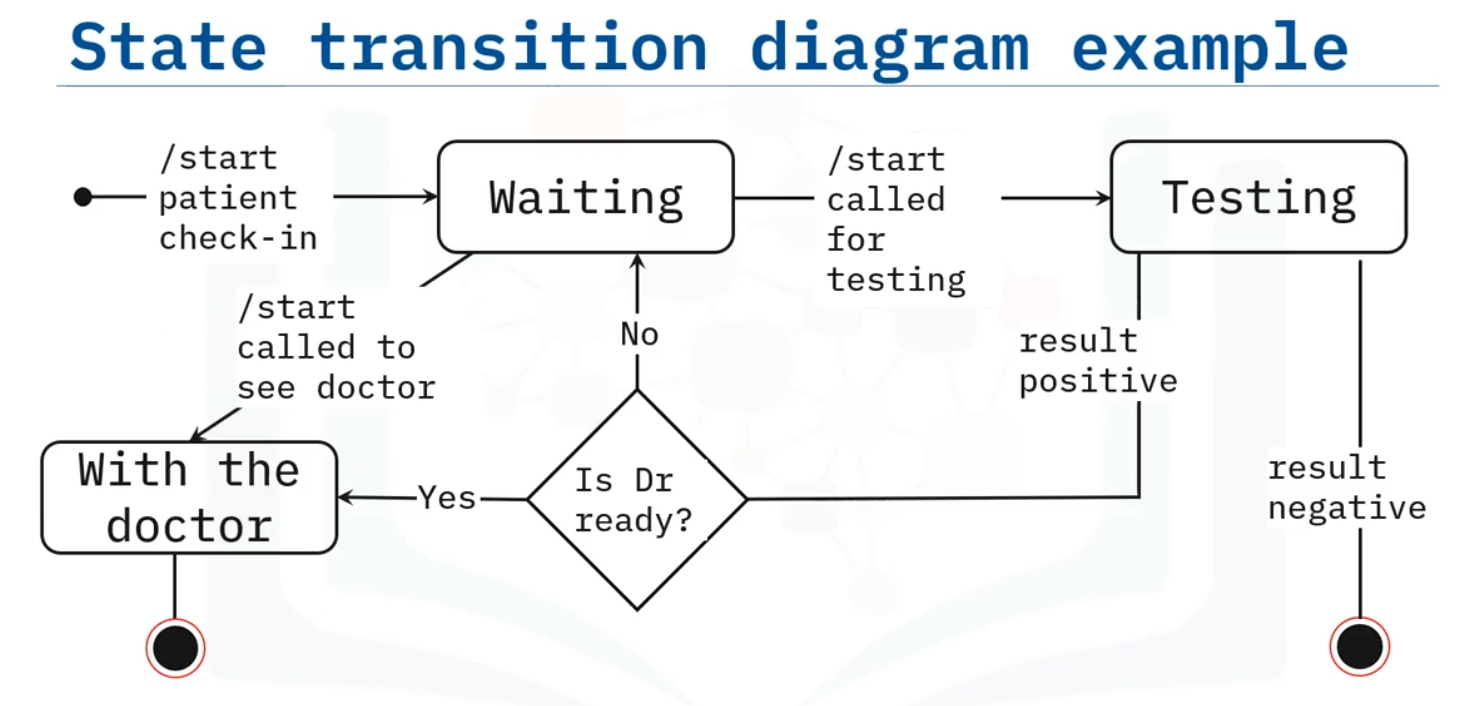 State transition diagram example
/start
patient
check-in
Waiting
/start
called
for
testing
Testing
/start
called to
see doctor
No
result
positive
With the
doctor
Yes
Is Dr
ready?
result
negative